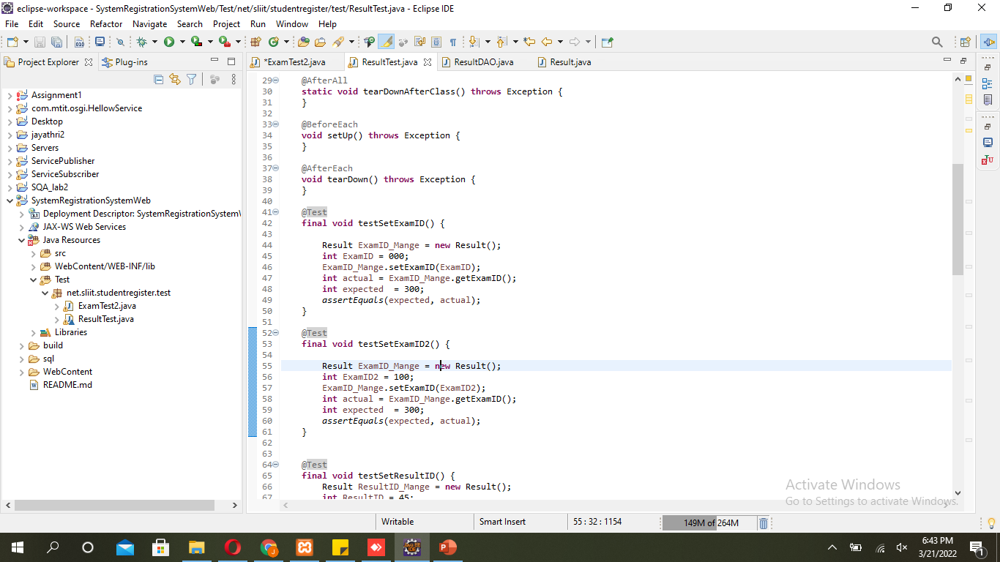 eclipse-workspace - SystemRegistrationSystemWeb/Test/net/sliit/studentregister/test/ResultTest.java - Eclipse IDE
File Edit Source Refactor Navigate Search Project Run Window Help
Project Explorer Plug-ins
*ExamTest2.java ResultTest.java ResultDAO.java Result.java
Assignment1
com.mtit.osgi.HellowService
Desktop
jayathri2
Servers
ServicePublisher
ServiceSubscriber
SQA_lab2
SystemRegistrationSystemWeb
Deployment Descriptor: SystemRegistrationSystemW
JAX-WS Web Services
Java Resources
src
WebContent/WEB-INF/lib
Test
net.sliit.studentregister.test
ExamTest2.java
ResultTest.java
Libraries
build
sql
WebContent
README.md
29 @AfterAll
30 static void tearDownAfterClass() throws Exception {
31 }
32
33 @BeforeEach
34 void setUp() throws Exception {
35 }
36
37 @AfterEach
38 void tearDown() throws Exception {
39 }
40
41 @Test
42 final void testSetExamID() {
43
44 Result ExamID_Mange = new Result();
45 int ExamID = 000;
46 ExamID_Mange.setExamID(ExamID);
47 int actual = ExamID_Mange.getExamID();
48 int expected  = 300;
49 assertEquals(expected, actual);
50 }
51
52 @Test
53 final void testSetExamID2() {
54
55 Result ExamID_Mange = new Result();
56 int ExamID2 = 100;
57 ExamID_Mange.setExamID(ExamID2);
58 int actual = ExamID_Mange.getExamID();
59 int expected  = 300;
60 assertEquals(expected, actual);
61 }
62
63
64 @Test
65 final void testSetResultID() {
66 Result ResultID_Mange = new Result();
67 int ResultID = 45;
Activate Windows
Go to Settings to activate Windows.
Writable Smart Insert 55 : 32 : 1154 149M of 264M
6:43 PM
3/21/2022
1